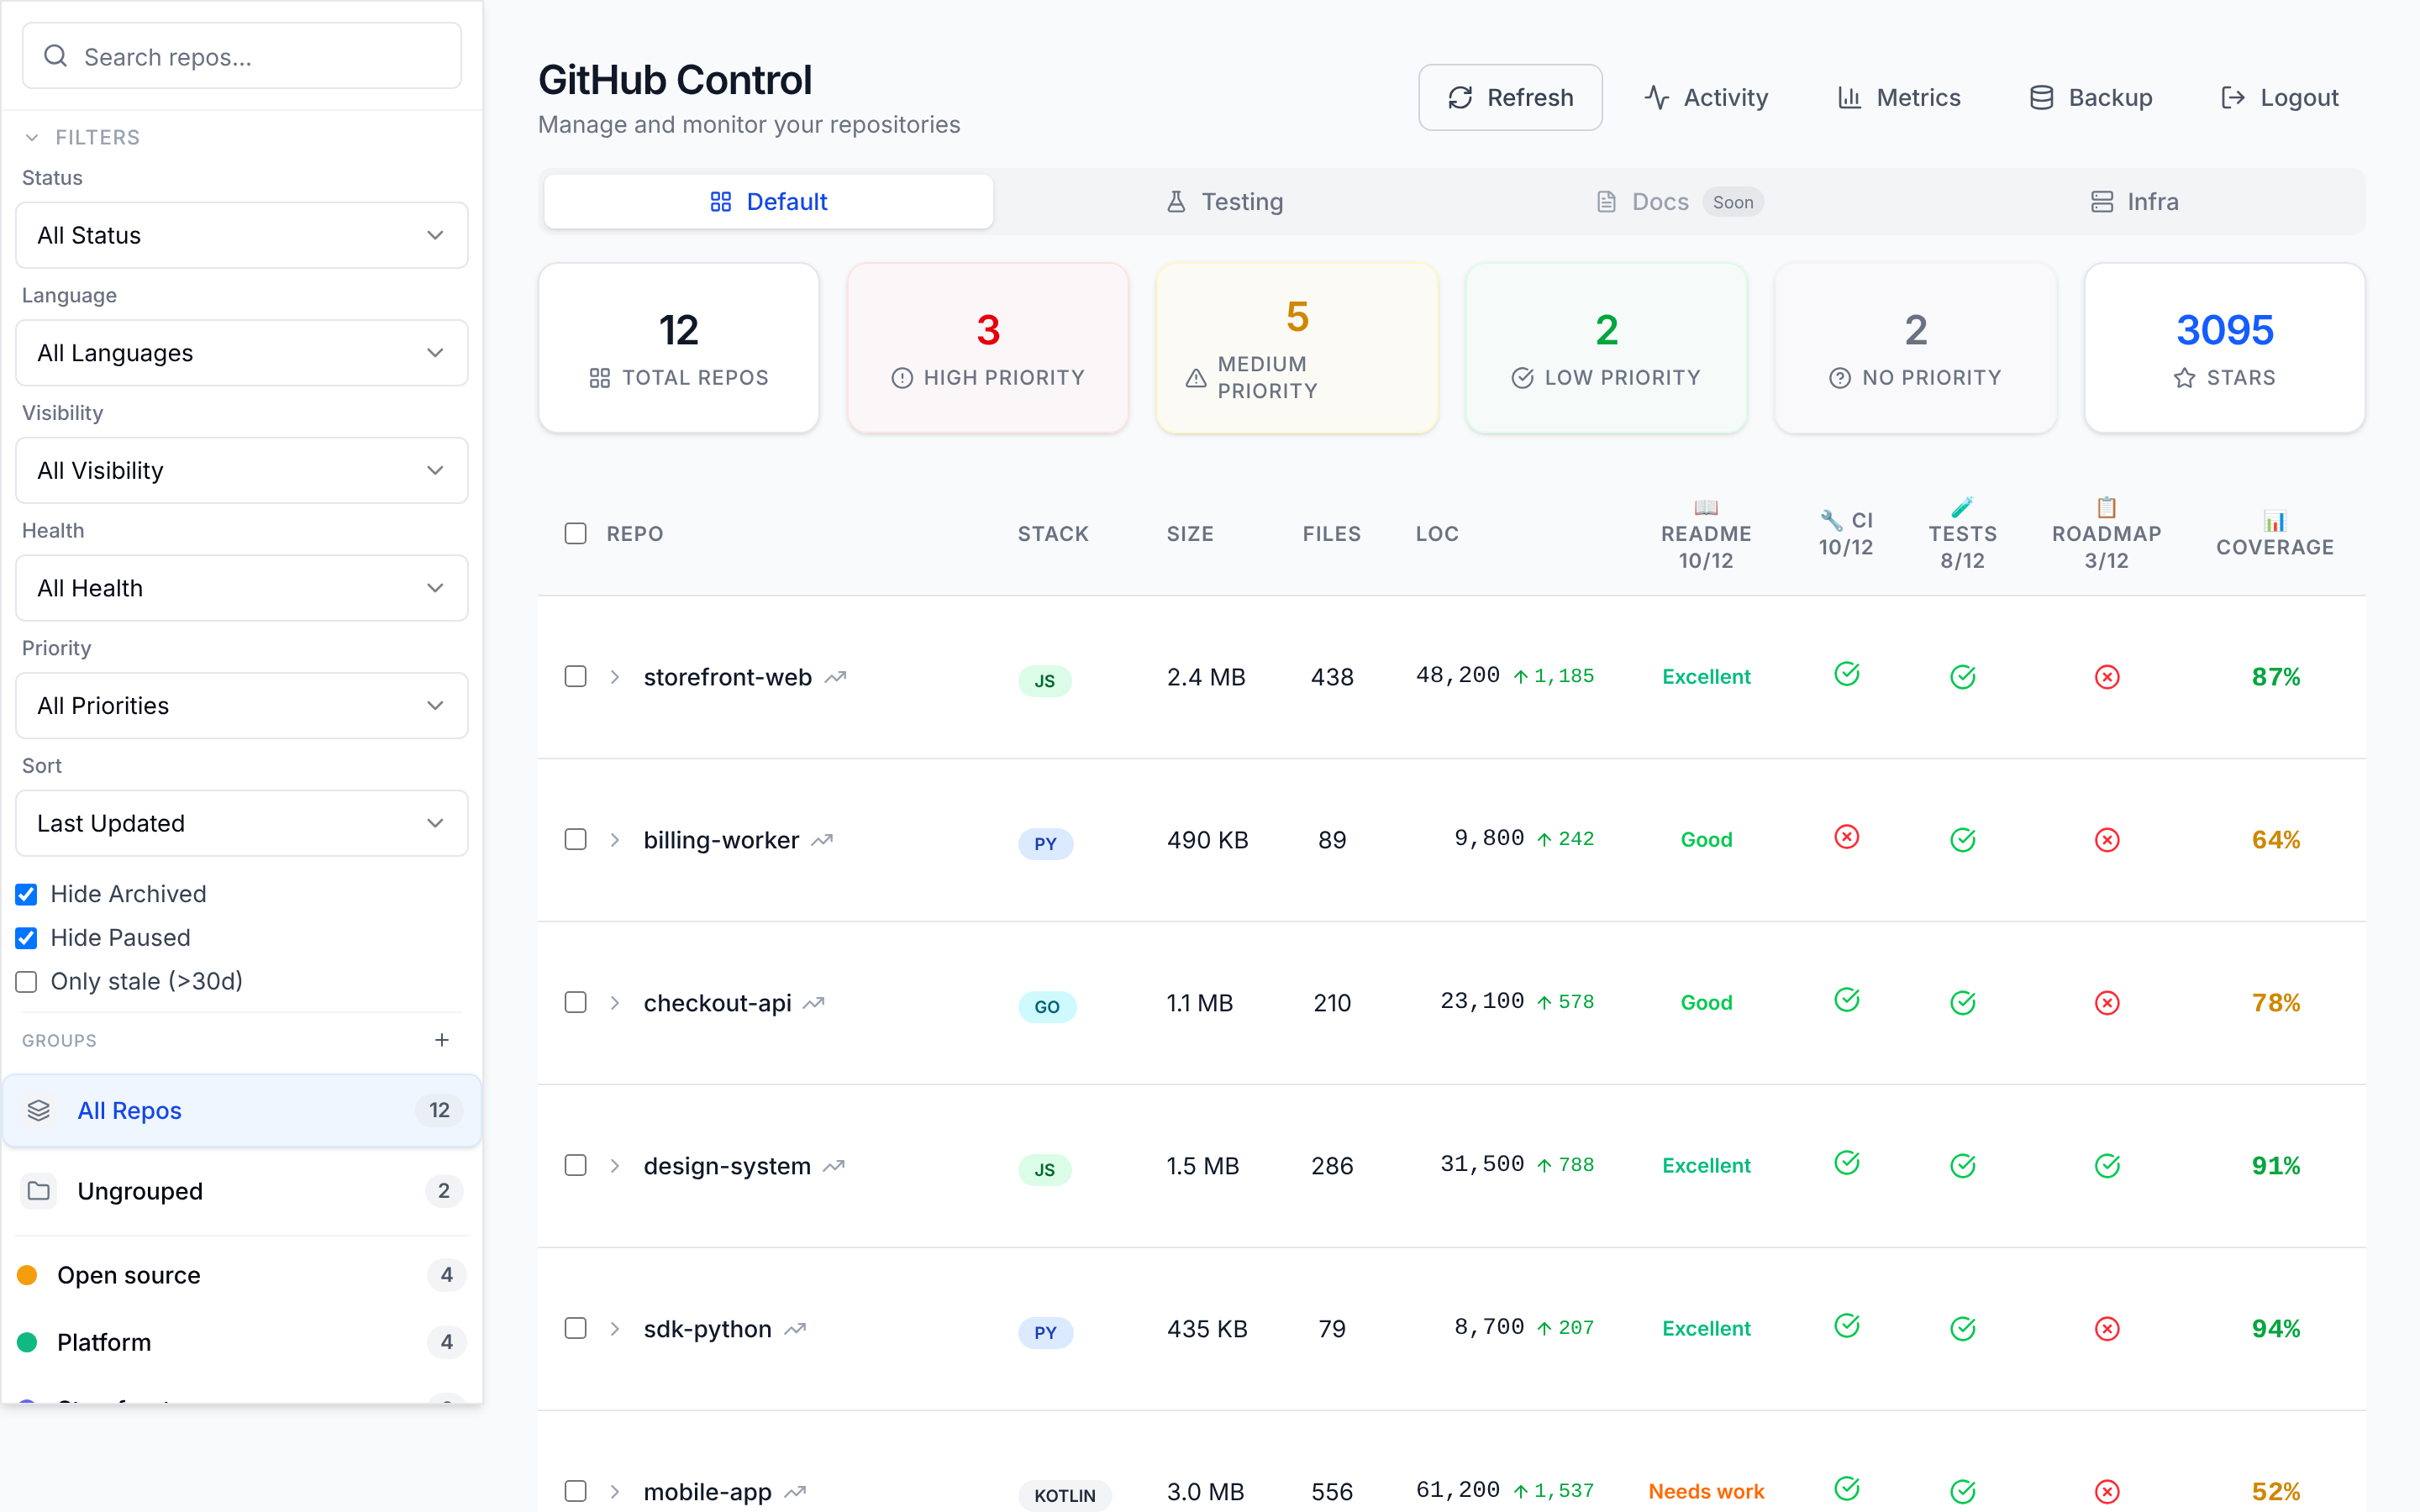 Search repos...
FILTERS
Status
All Status
Language
All Languages
Visibility
All Visibility
Health
All Health
Priority
All Priorities
Sort
Last Updated
Hide Archived
Hide Paused
Only stale (>30d)
GROUPS
All Repos 12
Ungrouped 2
Open source 4
Platform 4
GitHub Control
Manage and monitor your repositories
Refresh Activity Metrics Backup Logout
Default Testing Docs Soon Infra
12
TOTAL REPOS
3
HIGH PRIORITY
5
MEDIUM
PRIORITY
2
LOW PRIORITY
2
NO PRIORITY
3095
STARS
REPO STACK SIZE FILES LOC
README
10/12
CI
10/12
TESTS
8/12
ROADMAP
3/12
COVERAGE
storefront-web JS 2.4 MB 438 48,200 ↑ 1,185 Excellent 87%
billing-worker PY 490 KB 89 9,800 ↑ 242 Good 64%
checkout-api GO 1.1 MB 210 23,100 ↑ 578 Good 78%
design-system JS 1.5 MB 286 31,500 ↑ 788 Excellent 91%
sdk-python PY 435 KB 79 8,700 ↑ 207 Excellent 94%
mobile-app KOTLIN 3.0 MB 556 61,200 ↑ 1,537 Needs work 52%